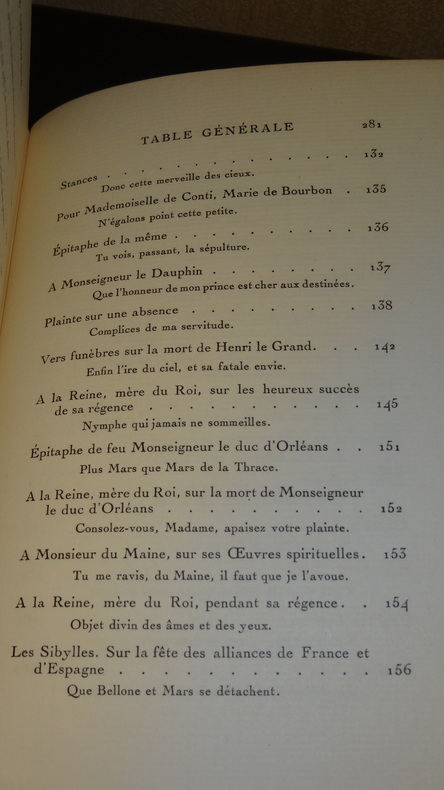 TABLE GÉNÉRALE 281
Stances . . . . . . . . . . . . 132
Donc cette merveille des cieux.
Pour Mademoiselle de Conti, Marie de Bourbon . 135
N'égalons point cette petite.
Épitaphe de la même . . . . . . . . . 136
Tu vois, passant, la sépulture.
A Monseigneur le Dauphin . . . . . . . . 137
Que l'honneur de mon prince est cher aux destinées.
Plainte sur une absence . . . . . . . . 138
Complices de ma servitude.
Vers funèbres sur la mort de Henri le Grand. . . 142
Enfin l'ire du ciel, et sa fatale envie.
A la Reine, mère du Roi, sur les heureux succès
de sa régence . . . . . . . . . . 145
Nymphe qui jamais ne sommeilles.
Épitaphe de feu Monseigneur le duc d'Orléans . . 151
Plus Mars que Mars de la Thrace.
A la Reine, mère du Roi, sur la mort de Monseigneur
le duc d'Orléans . . . . . . . . . 152
Consolez-vous, Madame, apaisez votre plainte.
A Monsieur du Maine, sur ses Œuvres spirituelles. 153
Tu me ravis, du Maine, il faut que je l'avoue.
A la Reine, mère du Roi, pendant sa régence. . 154
Objet divin des âmes et des yeux.
Les Sibylles. Sur la fête des alliances de France et
d'Espagne . . . . . . . . . . . 156
Que Bellone et Mars se détachent.